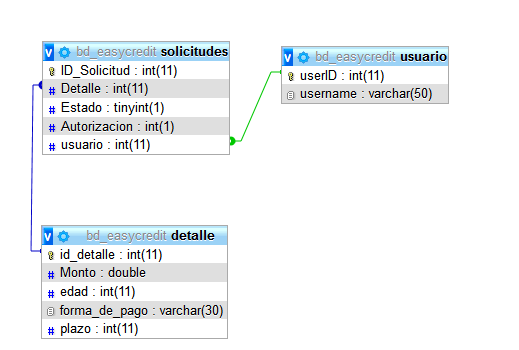 v bd_easycredit solicitudes
ID_Solicitud : int(11)
# Detalle : int(11)
# Estado : tinyint(1)
# Autorizacion : int(1)
# usuario : int(11)
v bd_easycredit usuario
userID : int(11)
username : varchar(50)
v bd_easycredit detalle
id_detalle : int(11)
# Monto : double
# edad : int(11)
forma_de_pago : varchar(30)
# plazo : int(11)